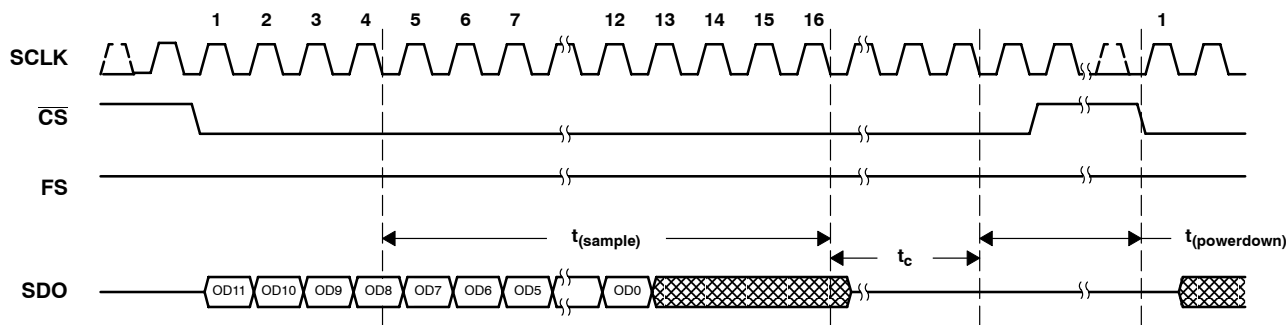 1 2 3 4 5 6 7 12 13 14 15 16 1
SCLK
CS
FS
t(sample)
t(powerdown)
tc
SDO
OD11 OD10 OD9 OD8 OD7 OD6 OD5 OD0